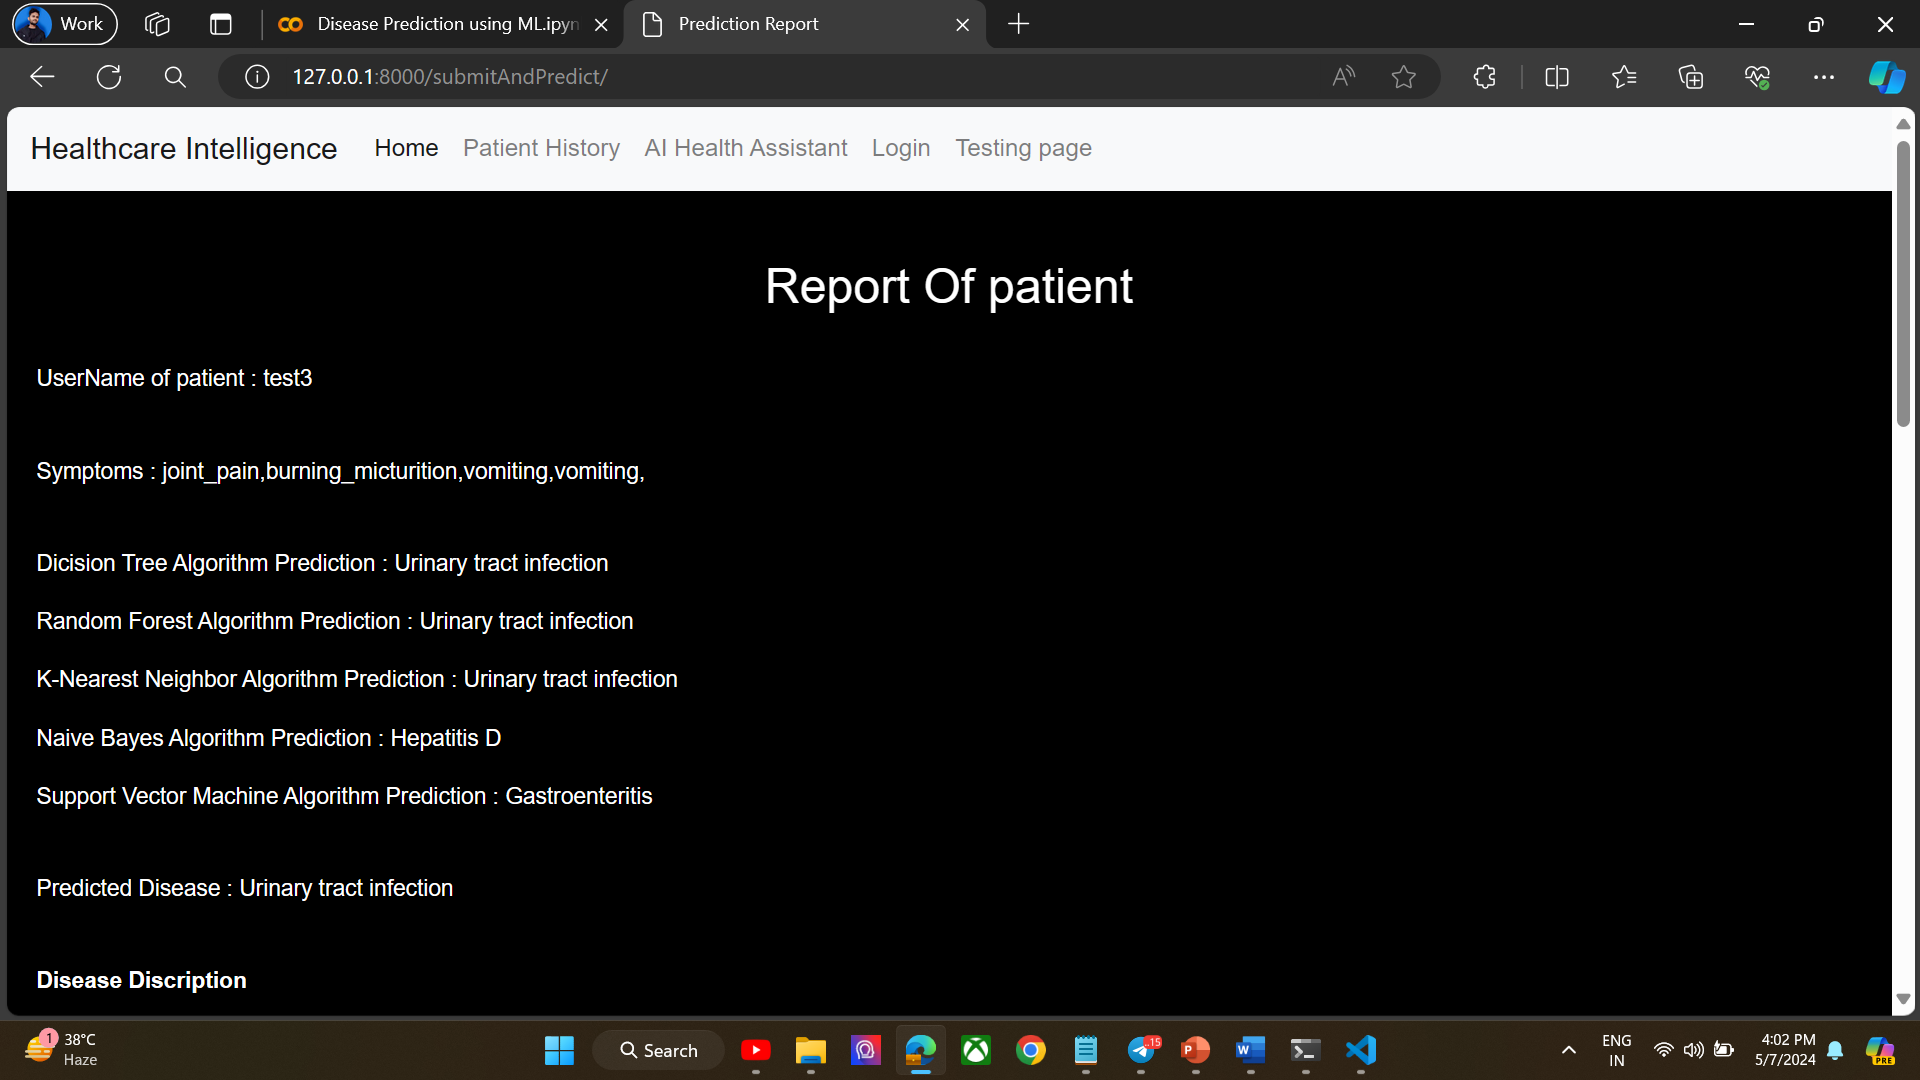 Work
Disease Prediction using ML.ipyn
Prediction Report
127.0.0.1:8000/submitAndPredict/
Healthcare Intelligence Home Patient History AI Health Assistant Login Testing page
Report Of patient
UserName of patient : test3
Symptoms : joint_pain,burning_micturition,vomiting,vomiting,
Dicision Tree Algorithm Prediction : Urinary tract infection
Random Forest Algorithm Prediction : Urinary tract infection
K-Nearest Neighbor Algorithm Prediction : Urinary tract infection
Naive Bayes Algorithm Prediction : Hepatitis D
Support Vector Machine Algorithm Prediction : Gastroenteritis
Predicted Disease : Urinary tract infection
Disease Discription
1
38°C
Haze
Search
15
ENG
IN
4:02 PM
5/7/2024
PRE